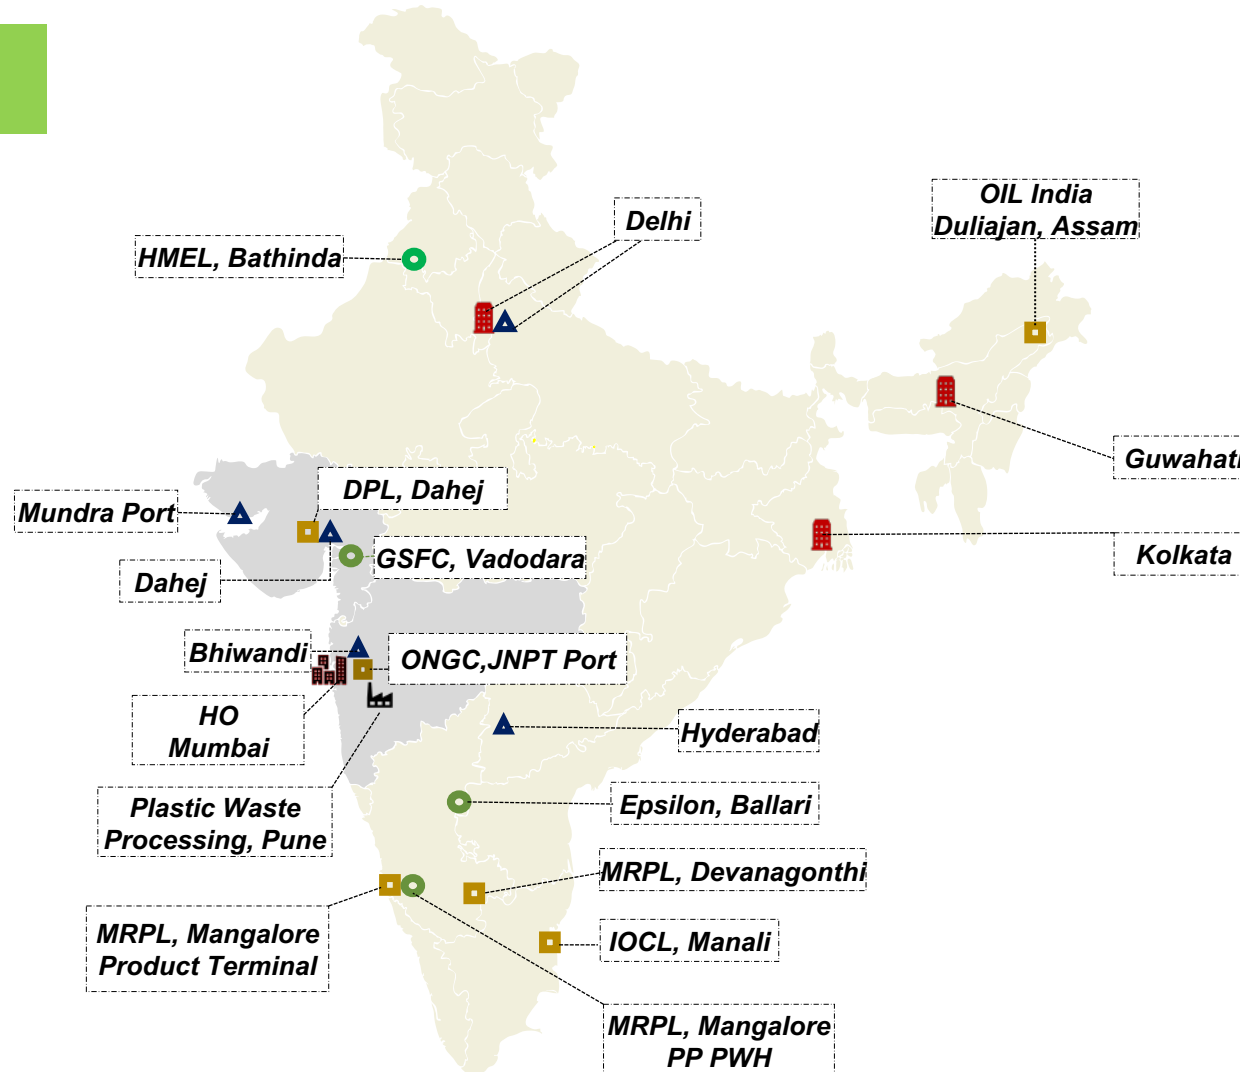 OIL India
Duliajan, Assam
Delhi
HMEL, Bathinda
Guwahati
DPL, Dahej
Mundra Port
Kolkata
GSFC, Vadodara
Dahej
Bhiwandi
ONGC,JNPT Port
HO
Mumbai
Hyderabad
Plastic Waste
Processing, Pune
Epsilon, Ballari
MRPL, Devanagonthi
MRPL, Mangalore
Product Terminal
IOCL, Manali
MRPL, Mangalore
PP PWH